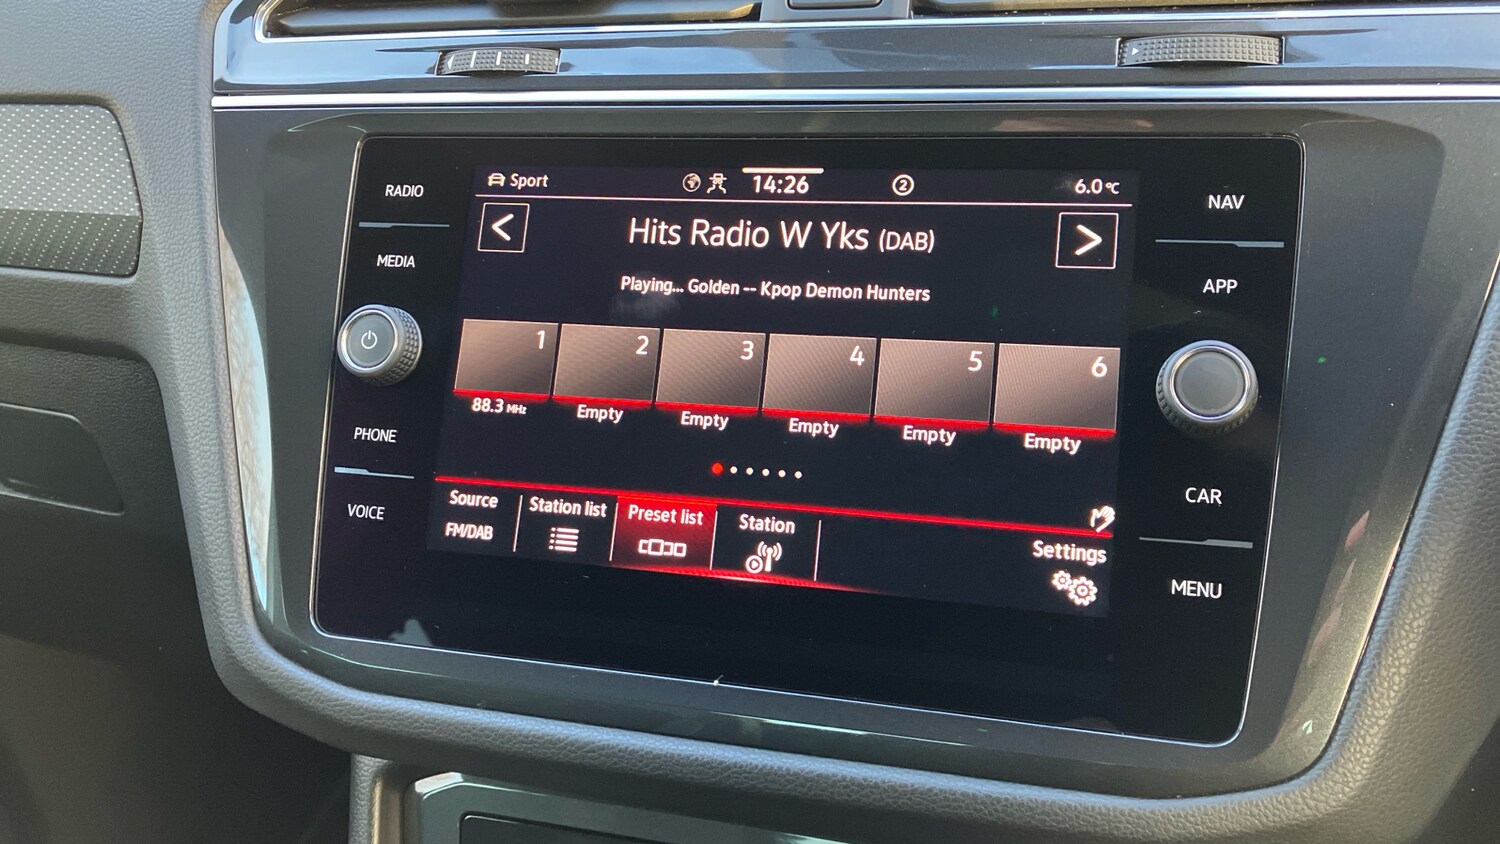 RADIO
MEDIA
PHONE
VOICE
Sport
14:26
2
6.0 °C
Hits Radio W Yks (DAB)
Playing... Golden -- Kpop Demon Hunters
1 2 3 4 5 6
88.3 MHz Empty Empty Empty Empty Empty
Source Station list Preset list Station
FM/DAB
Settings
NAV
APP
CAR
MENU